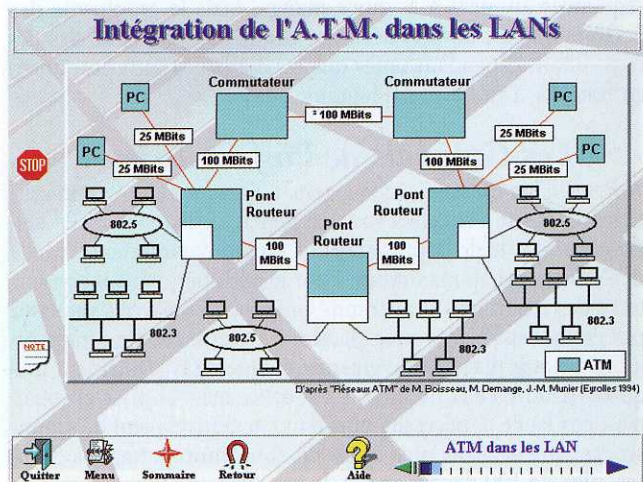 Intégration de l'A.T.M. dans les LANs
Commutateur
Commutateur
PC
PC
² 100 MBits
25 MBits
25 MBits
PC
PC
100 MBits
100 MBits
25 MBits
25 MBits
STOP
Pont
Routeur
Pont
Routeur
802.5
802.5
Pont
Routeur
100
MBits
100
MBits
802.3
802.5
802.3
802.3
NOTE
ATM
D'après "Réseaux ATM" de M. Boisseau, M. Demange, J.-M. Munier (Eyrolles 1994)
Quitter
Menu
Sommaire
Retour
Aide
ATM dans les LAN